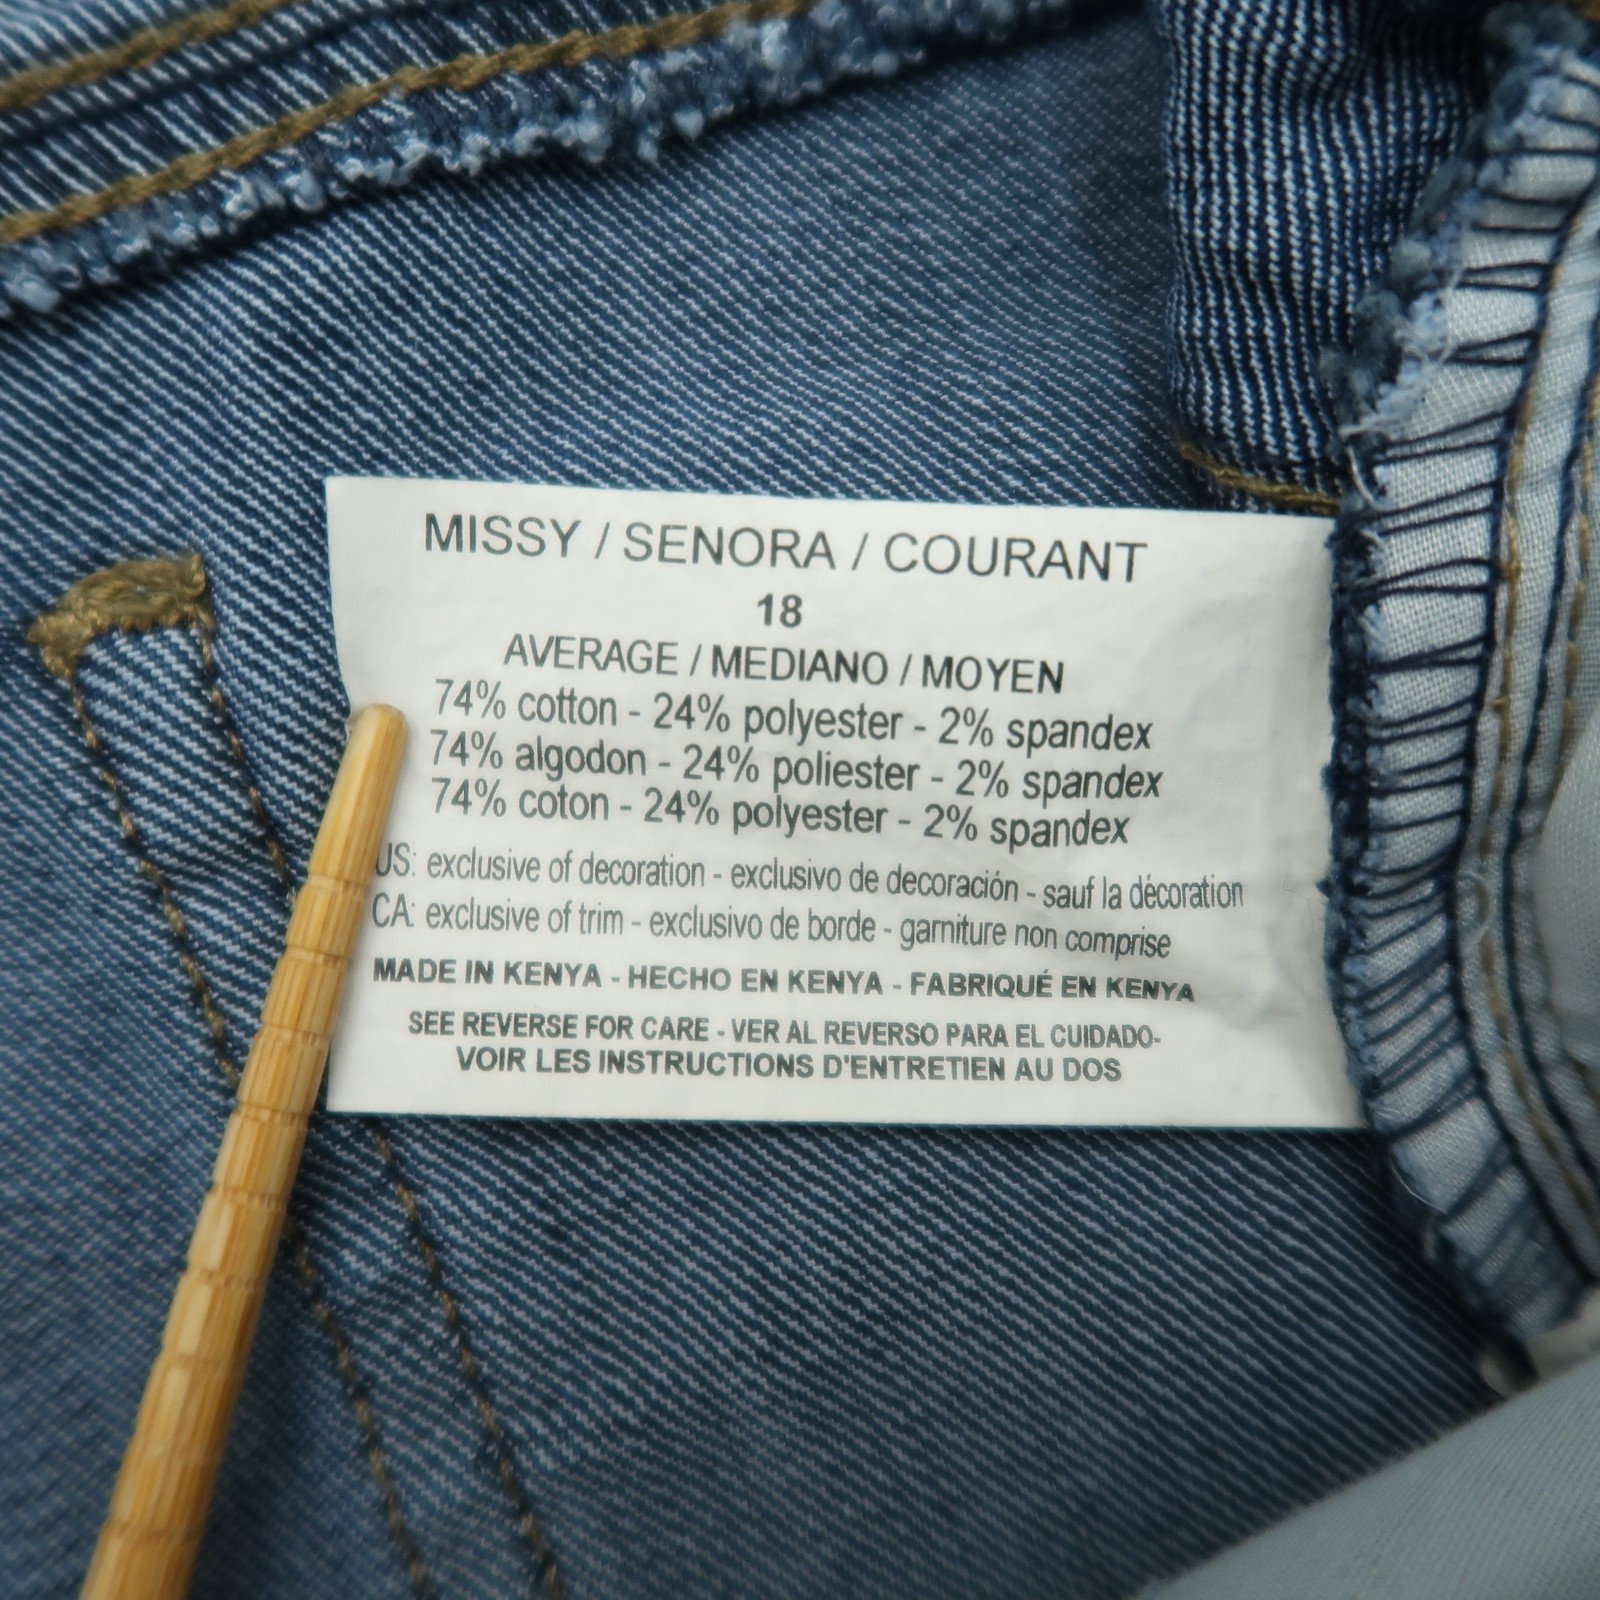 MISSY / SENORA / COURANT
18
AVERAGE / MEDIANO / MOYEN
74% cotton - 24% polyester - 2% spandex
74% algodon - 24% poliester - 2% spandex
74% coton - 24% polyester - 2% spandex
US: exclusive of decoration - exclusivo de decoración - sauf la décoration
CA: exclusive of trim - exclusivo de borde - garniture non comprise
MADE IN KENYA - HECHO EN KENYA - FABRIQUÉ EN KENYA
SEE REVERSE FOR CARE - VER AL REVERSO PARA EL CUIDADO-
VOIR LES INSTRUCTIONS D'ENTRETIEN AU DOS